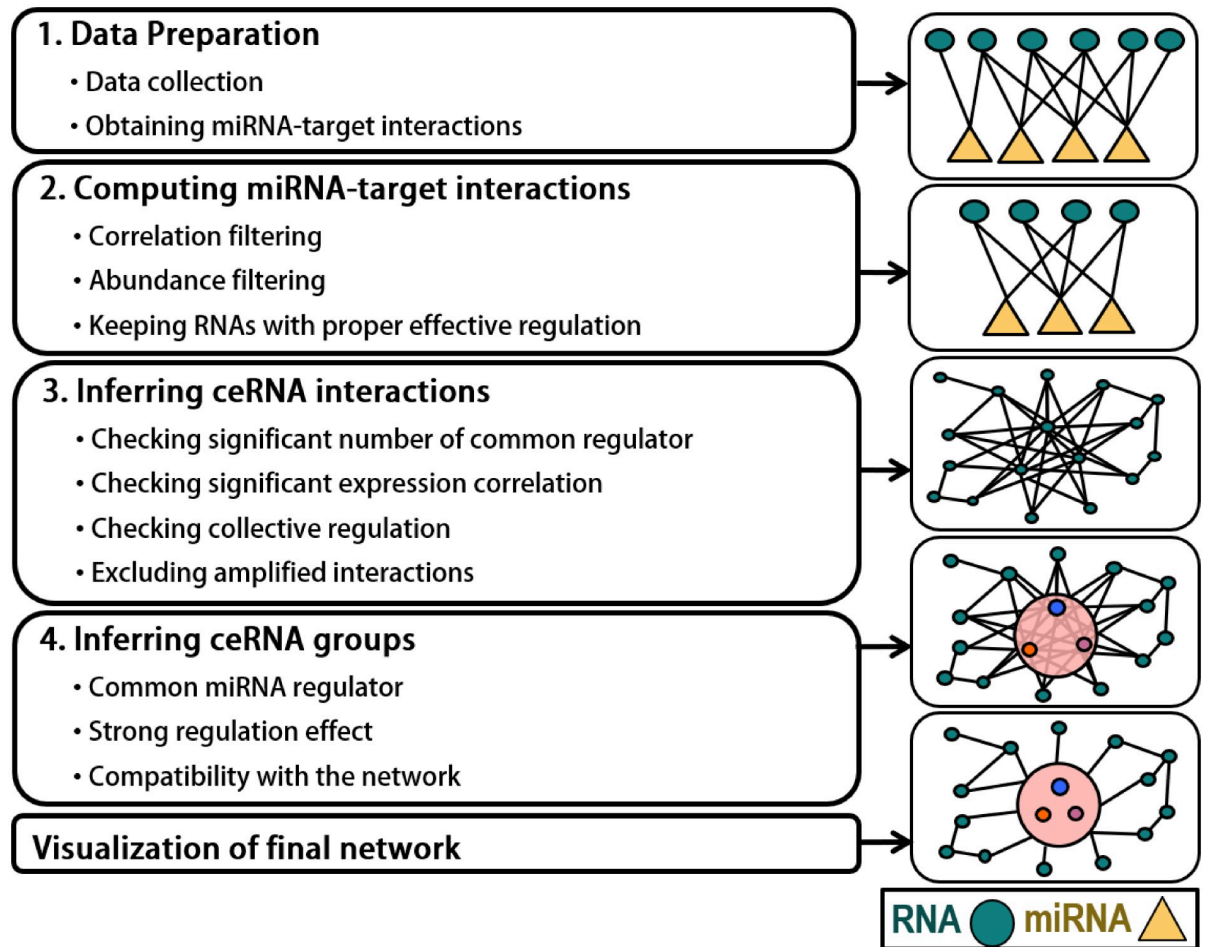 1. Data Preparation
• Data collection
• Obtaining miRNA-target interactions
2. Computing miRNA-target interactions
• Correlation filtering
• Abundance filtering
• Keeping RNAs with proper effective regulation
3. Inferring ceRNA interactions
• Checking significant number of common regulator
• Checking significant expression correlation
• Checking collective regulation
• Excluding amplified interactions
4. Inferring ceRNA groups
• Common miRNA regulator
• Strong regulation effect
• Compatibility with the network
Visualization of final network
RNA miRNA